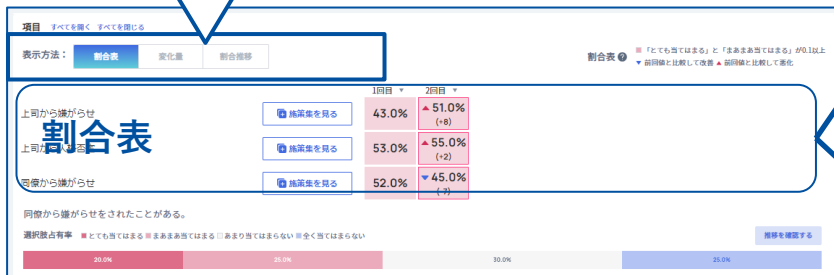 項目 すべてを開く すべてを閉じる
表示方法： 割合表 変化量 割合推移
割合表 ? ■ 「とても当てはまる」と「まあまあ当てはまる」が0.1以上
▼ 前回値と比較して改善 ▲ 前回値と比較して悪化
1回目 ▼ 2回目 ▼
上司から嫌がらせ 施策集を見る 43.0% ▲ 51.0% (+8)
割合表
上司から人格否定 施策集を見る 53.0% ▲ 55.0% (+2)
同僚から嫌がらせ 施策集を見る 52.0% ▼ 45.0% (-7)
同僚から嫌がらせをされたことがある。
選択肢占有率 ■とても当てはまる ■まあまあ当てはまる □あまり当てはまらない ■全く当てはまらない
推移を確認する
20.0% 25.0% 30.0% 25.0%